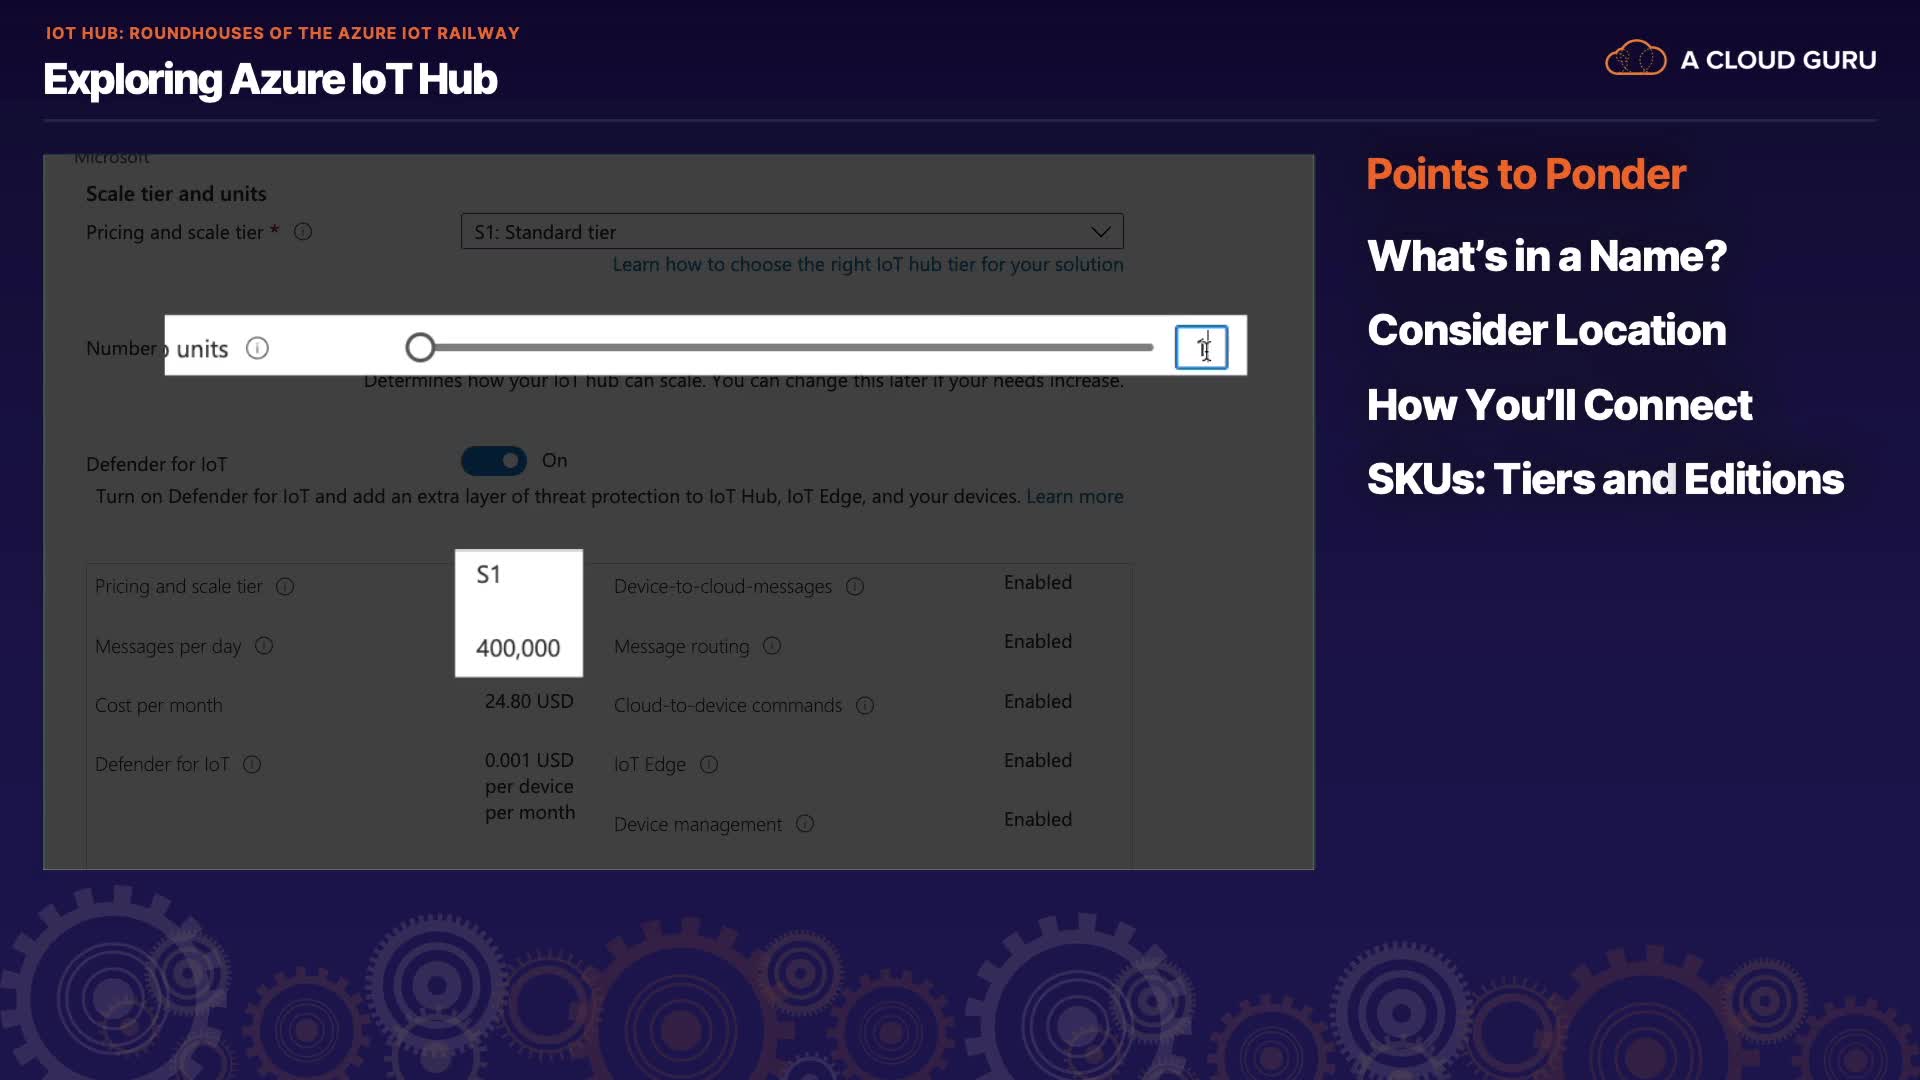 IOT HUB: ROUNDHOUSES OF THE AZURE IOT RAILWAY
Exploring Azure IoT Hub
A CLOUD GURU
Microsoft
Scale tier and units
Pricing and scale tier *
S1: Standard tier
Learn how to choose the right IoT hub tier for your solution
Number units
1
Determines how your IoT hub can scale. You can change this later if your needs increase.
Defender for IoT
On
Turn on Defender for IoT and add an extra layer of threat protection to IoT Hub, IoT Edge, and your devices. Learn more
Pricing and scale tier
S1
Device-to-cloud-messages
Enabled
Messages per day
400,000
Message routing
Enabled
Cost per month
24.80 USD
Cloud-to-device commands
Enabled
Defender for IoT
0.001 USD
per device
per month
IoT Edge
Enabled
Device management
Enabled
Points to Ponder
What's in a Name?
Consider Location
How You'll Connect
SKUs: Tiers and Editions